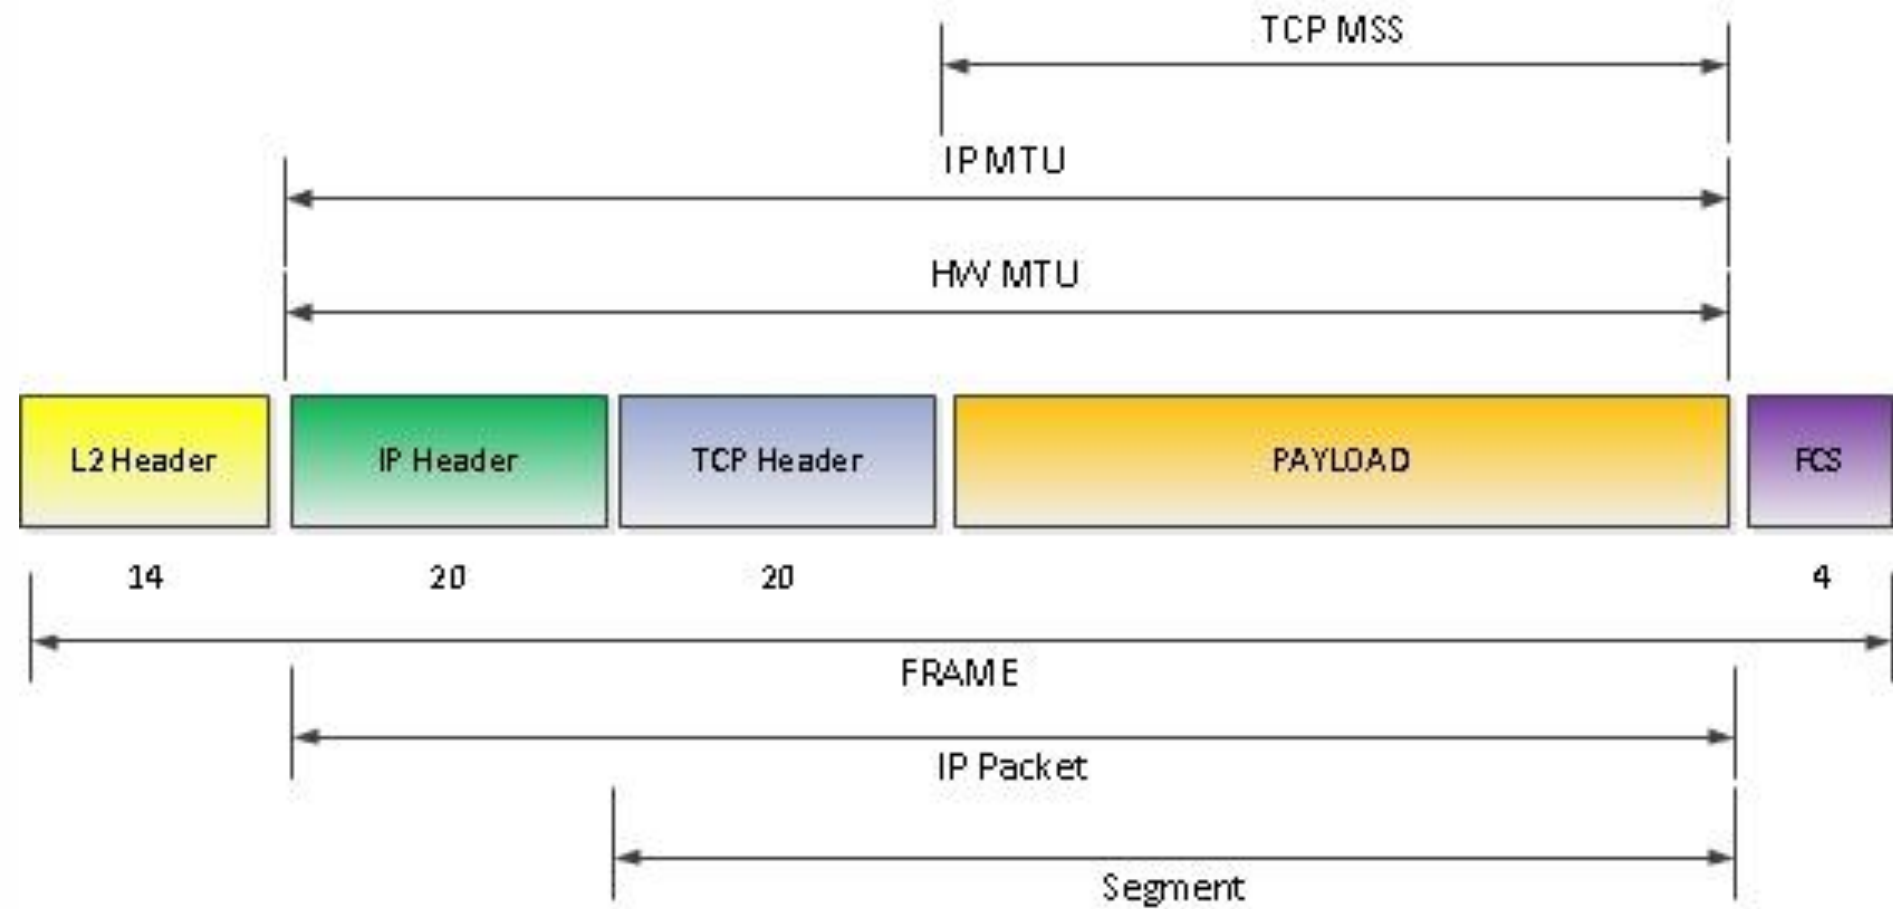 TCP MSS
IP MTU
HW MTU
L2 Header IP Header TCP Header PAYLOAD FCS
14 20 20 4
FRAME
IP Packet
Segment